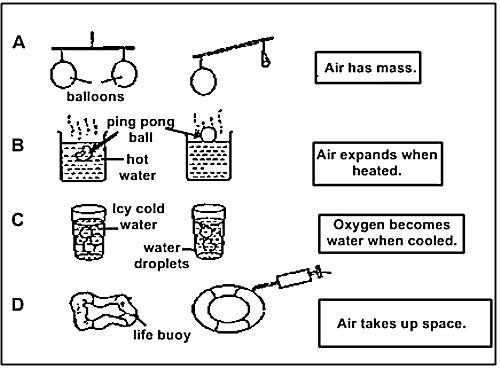 A
balloons
Air has mass.
B
ping pong
ball
hot
water
Air expands when
heated.
C
Icy cold
water
water
droplets
Oxygen becomes
water when cooled.
D
life buoy
Air takes up space.